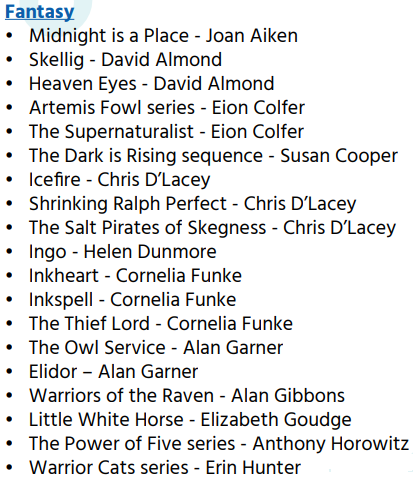 Fantasy
• Midnight is a Place - Joan Aiken
• Skellig - David Almond
• Heaven Eyes - David Almond
• Artemis Fowl series - Eion Colfer
• The Supernaturalist - Eion Colfer
• The Dark is Rising sequence - Susan Cooper
• Icefire - Chris D’Lacey
• Shrinking Ralph Perfect - Chris D’Lacey
• The Salt Pirates of Skegness - Chris D’Lacey
• Ingo - Helen Dunmore
• Inkheart - Cornelia Funke
• Inkspell - Cornelia Funke
• The Thief Lord - Cornelia Funke
• The Owl Service - Alan Garner
• Elidor – Alan Garner
• Warriors of the Raven - Alan Gibbons
• Little White Horse - Elizabeth Goudge
• The Power of Five series - Anthony Horowitz
• Warrior Cats series - Erin Hunter